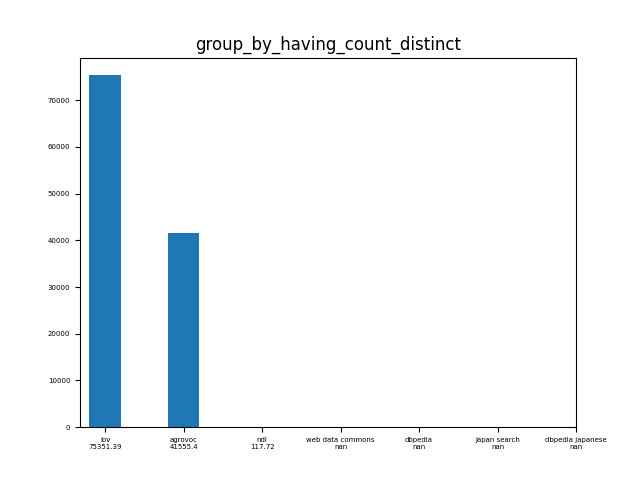 group_by_having_count_distinct
70000
60000
50000
40000
30000
20000
10000
0
lov agrovoc ndl web data commons dbpedia japan search dbpedia japanese
75351.39 41555.4 117.72 nan nan nan nan